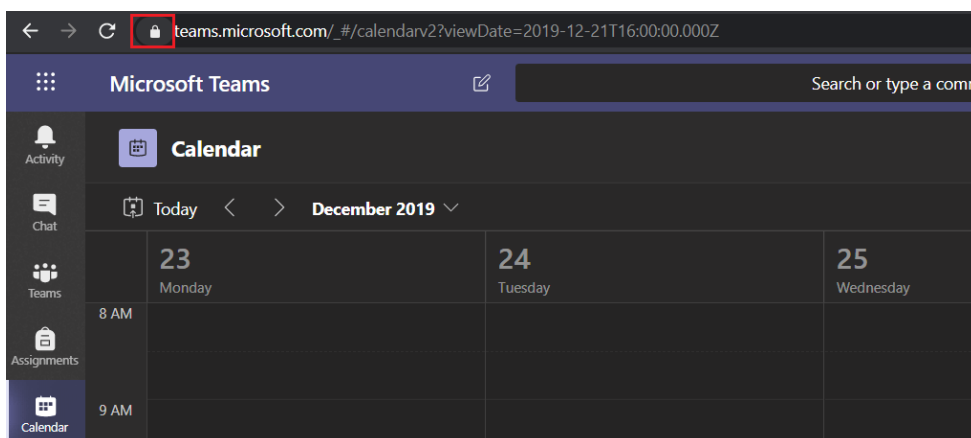 teams.microsoft.com/_#/calendarv2?viewDate=2019-12-21T16:00:00.000Z
Microsoft Teams
Search or type a com
Activity
Calendar
Chat
Today
December 2019
Teams
23
24
25
Monday
Tuesday
Wednesday
8 AM
Assignments
Calendar
9 AM